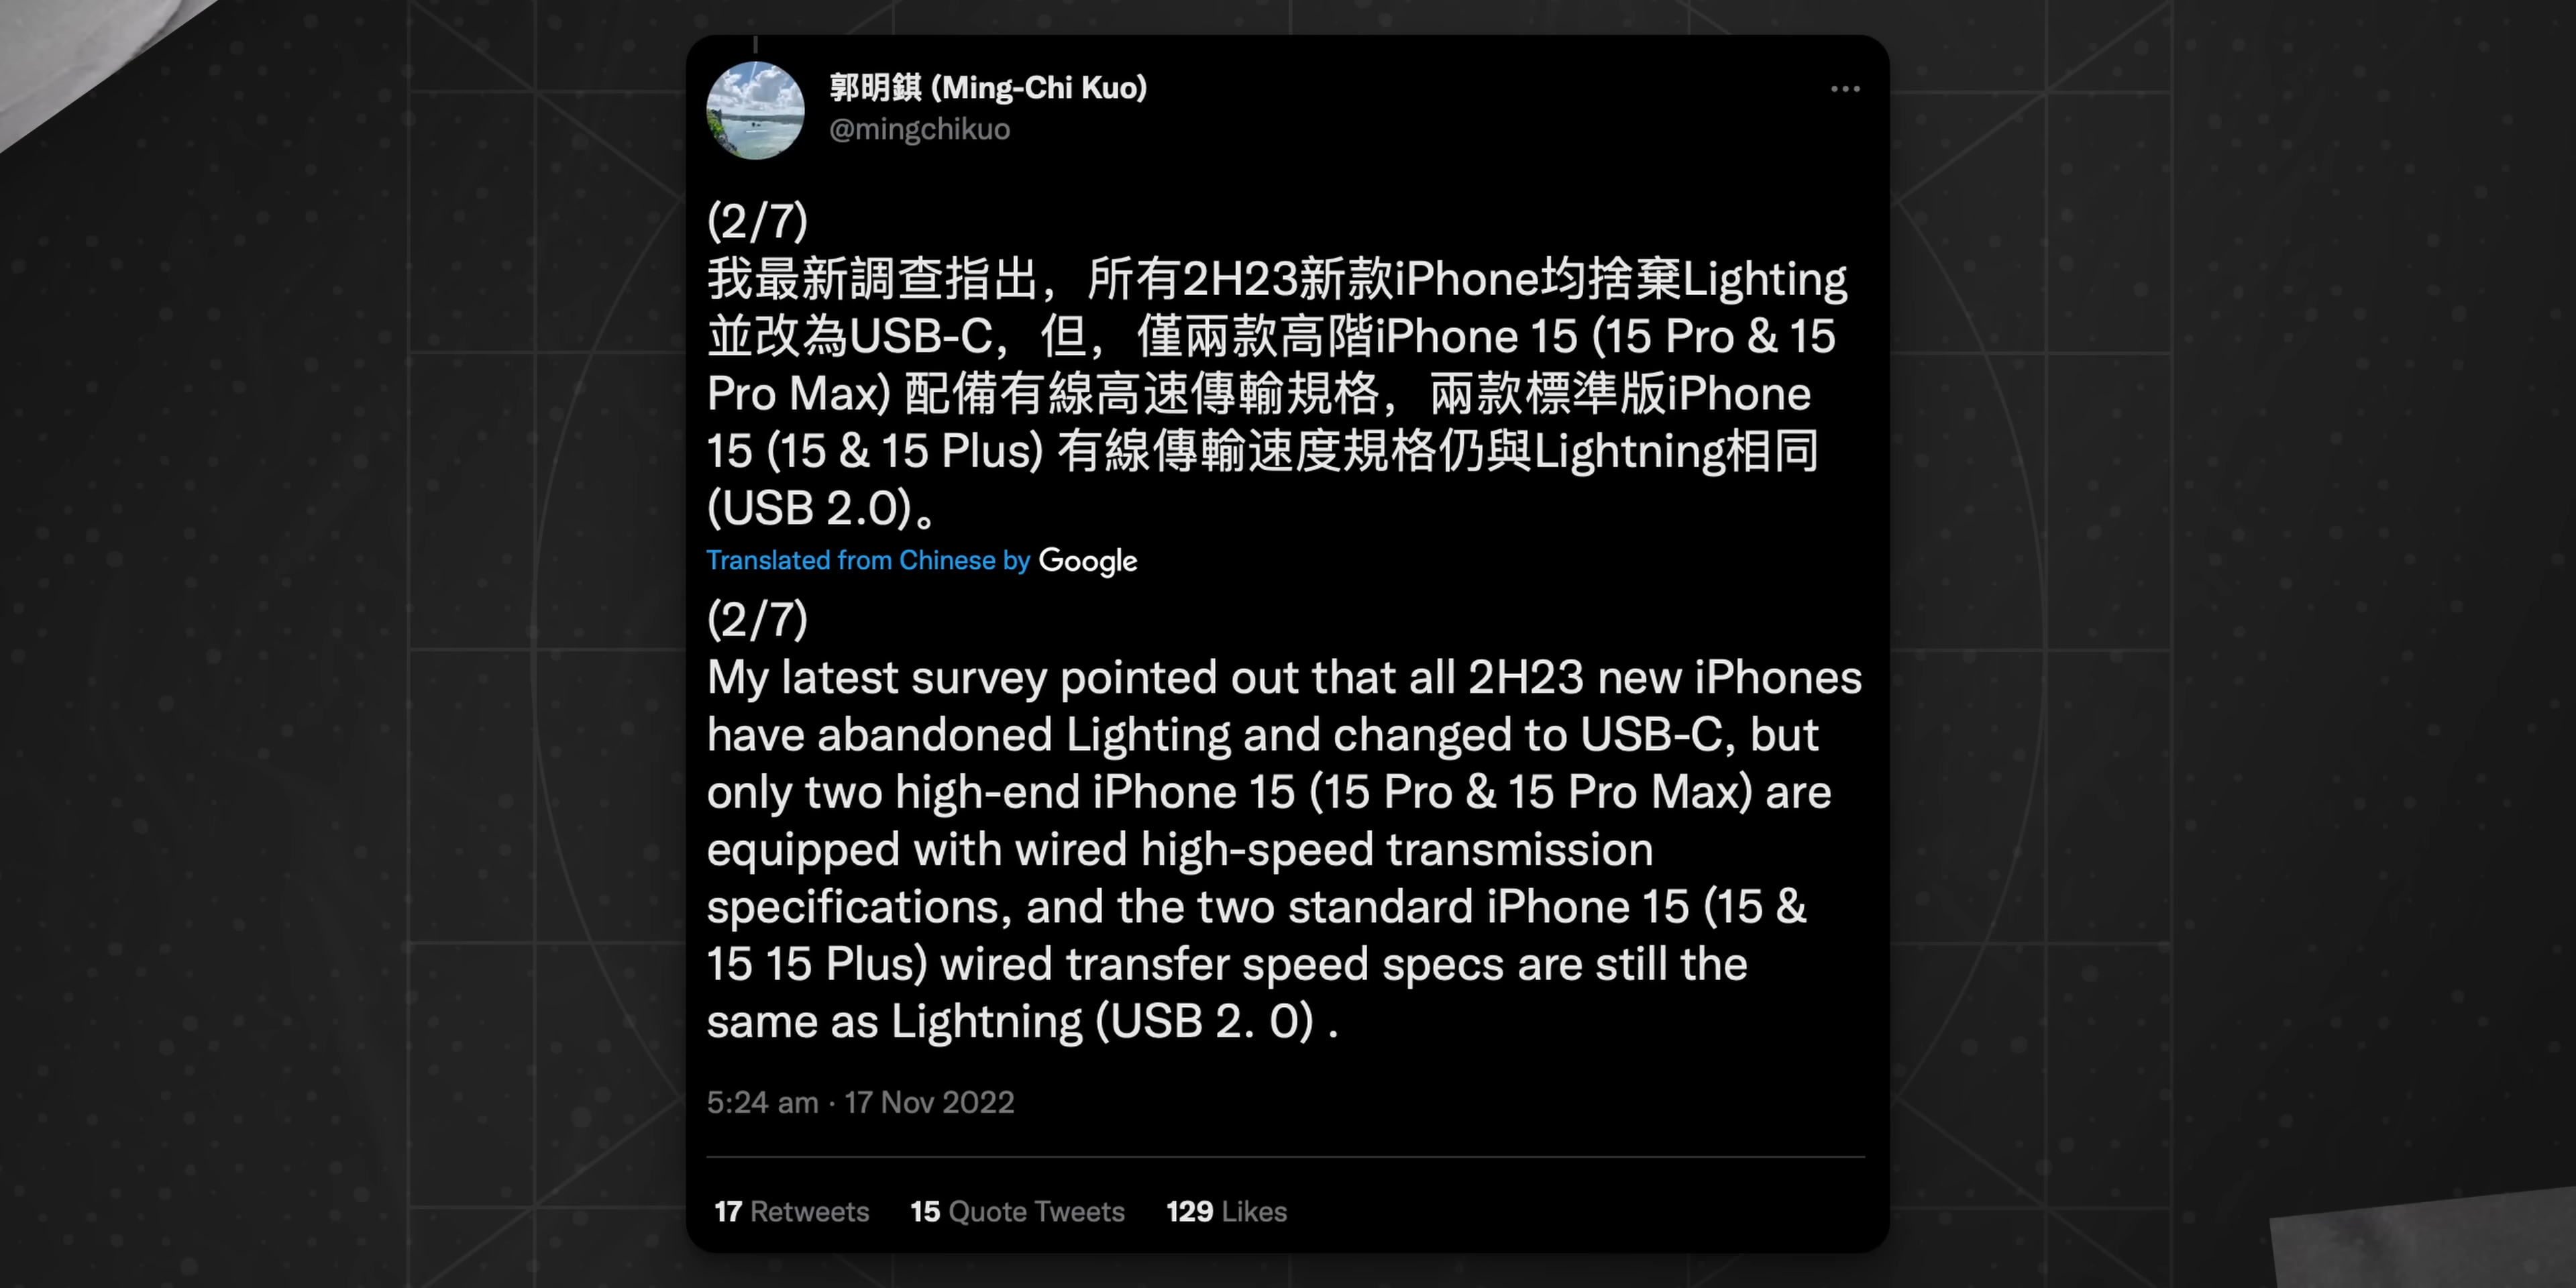 郭明錤 (Ming-Chi Kuo)
@mingchikuo
(2/7)
我最新調查指出，所有2H23新款iPhone均捨棄Lighting
並改為USB-C，但，僅兩款高階iPhone 15 (15 Pro & 15
Pro Max) 配備有線高速傳輸規格，兩款標準版iPhone
15 (15 & 15 Plus) 有線傳輸速度規格仍與Lightning相同
(USB 2.0)。
Translated from Chinese by Google
(2/7)
My latest survey pointed out that all 2H23 new iPhones
have abandoned Lighting and changed to USB-C, but
only two high-end iPhone 15 (15 Pro & 15 Pro Max) are
equipped with wired high-speed transmission
specifications, and the two standard iPhone 15 (15 &
15 15 Plus) wired transfer speed specs are still the
same as Lightning (USB 2. 0) .
5:24 am · 17 Nov 2022
17 Retweets 15 Quote Tweets 129 Likes